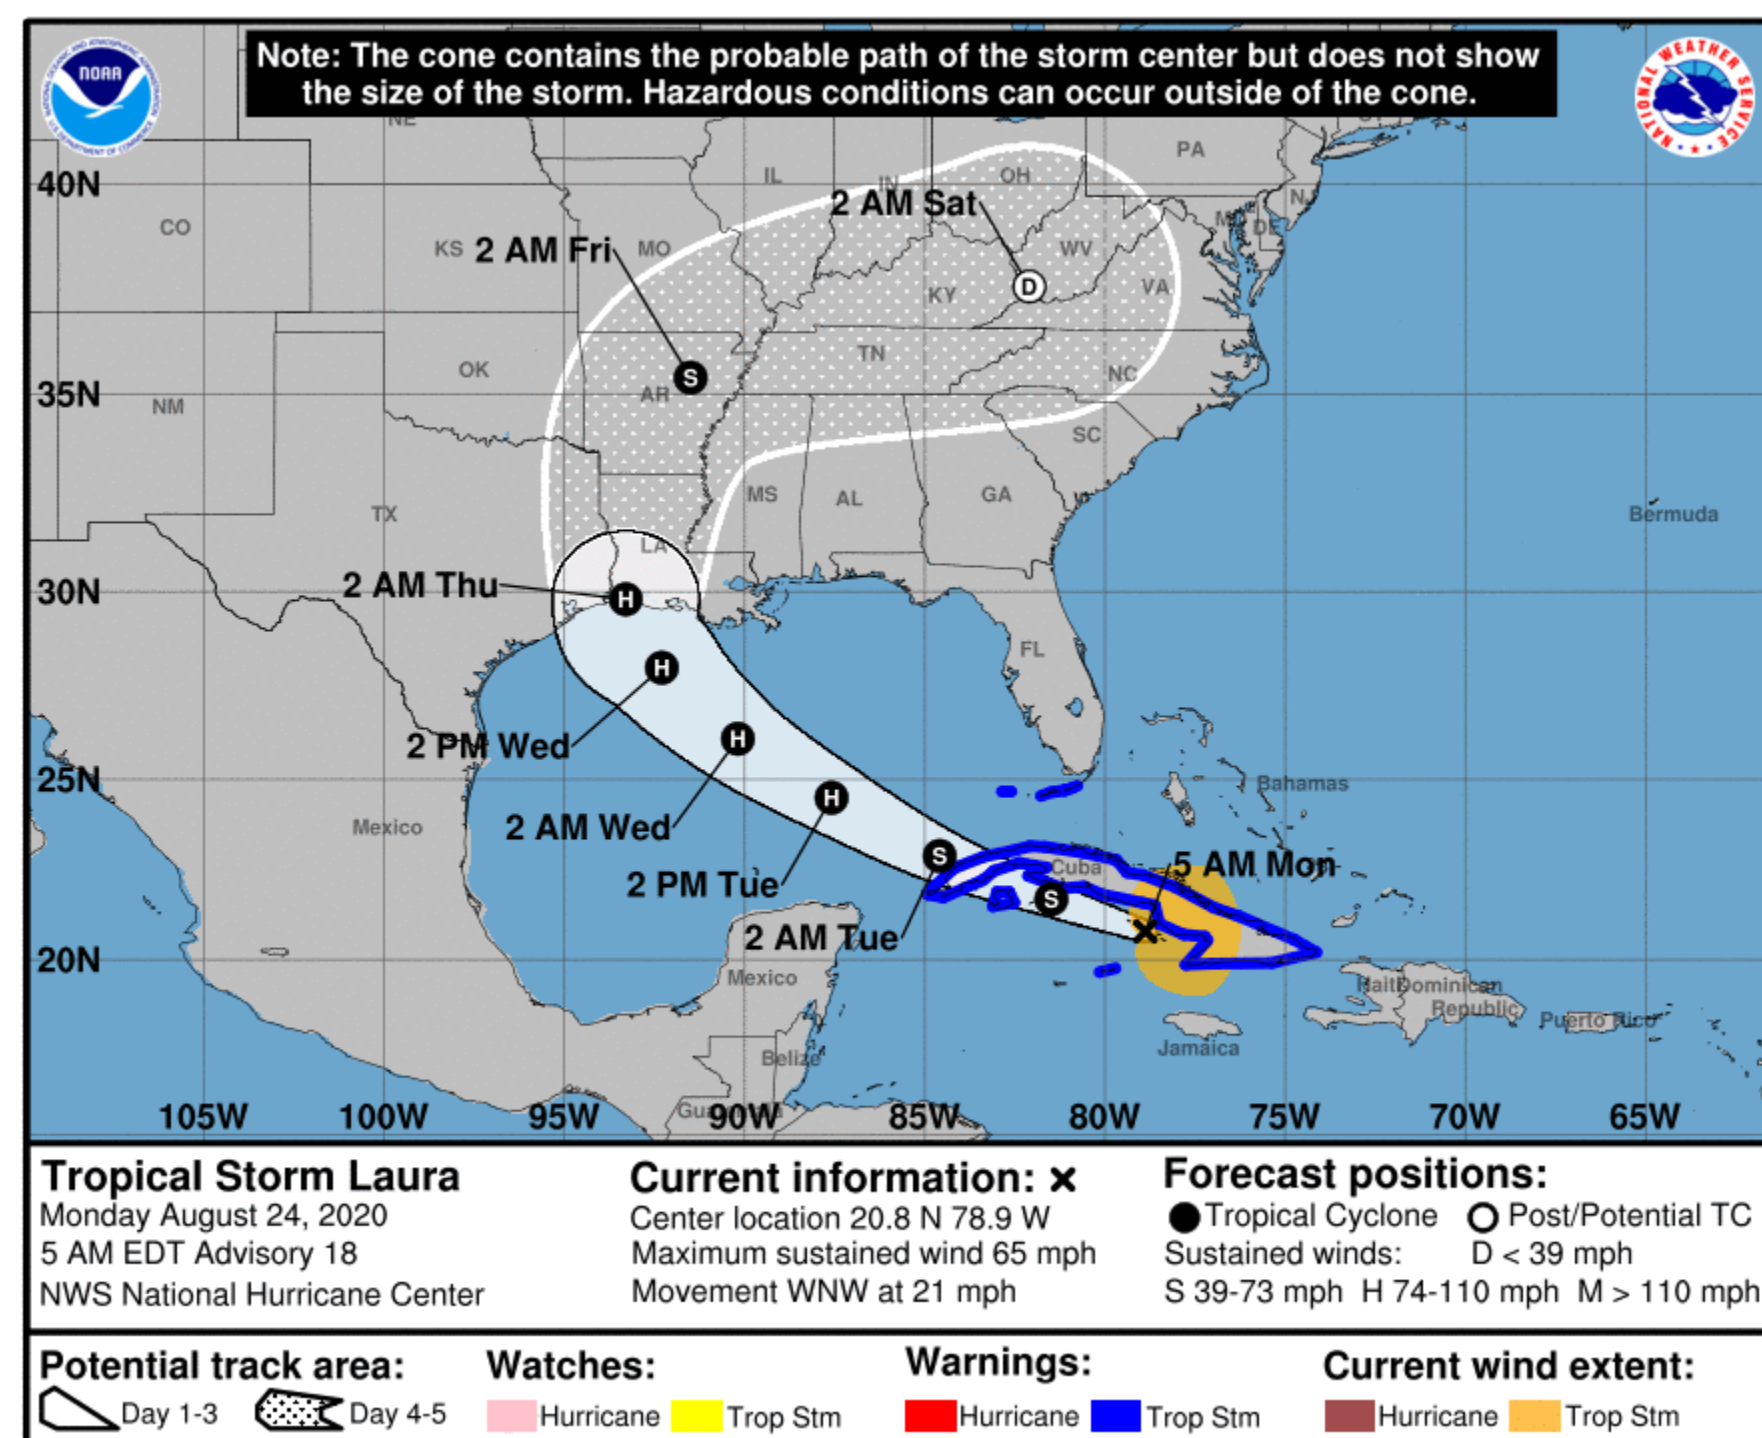 Note: The cone contains the probable path of the storm center but does not show
the size of the storm. Hazardous conditions can occur outside of the cone.
NOAA
NATIONAL WEATHER SERVICE
NE
PA
IL
IN
OH
NJ
40N
2 AM Sat
CO
KS
2 AM Fri
MO
WV
DE
KY
D
VA
TN
OK
S
AR
NC
35N
NM
SC
TX
MS
AL
GA
Bermuda
LA
2 AM Thu
30N
H
FL
H
2 PM Wed
H
25N
Bahamas
H
Mexico
2 AM Wed
S
Cuba
5 AM Mon
2 PM Tue
S
2 AM Tue
20N
Mexico
Haiti
Dominican
Republic
Puerto Rico
Jamaica
Belize
Guatemala
105W 100W 95W 90W 85W 80W 75W 70W 65W
Tropical Storm Laura
Monday August 24, 2020
5 AM EDT Advisory 18
NWS National Hurricane Center
Current information: ×
Center location 20.8 N 78.9 W
Maximum sustained wind 65 mph
Movement WNW at 21 mph
Forecast positions:
Tropical Cyclone Post/Potential TC
Sustained winds: D < 39 mph
S 39-73 mph H 74-110 mph M > 110 mph
Potential track area:
Day 1-3 Day 4-5
Watches:
Hurricane Trop Stm
Warnings:
Hurricane Trop Stm
Current wind extent:
Hurricane Trop Stm